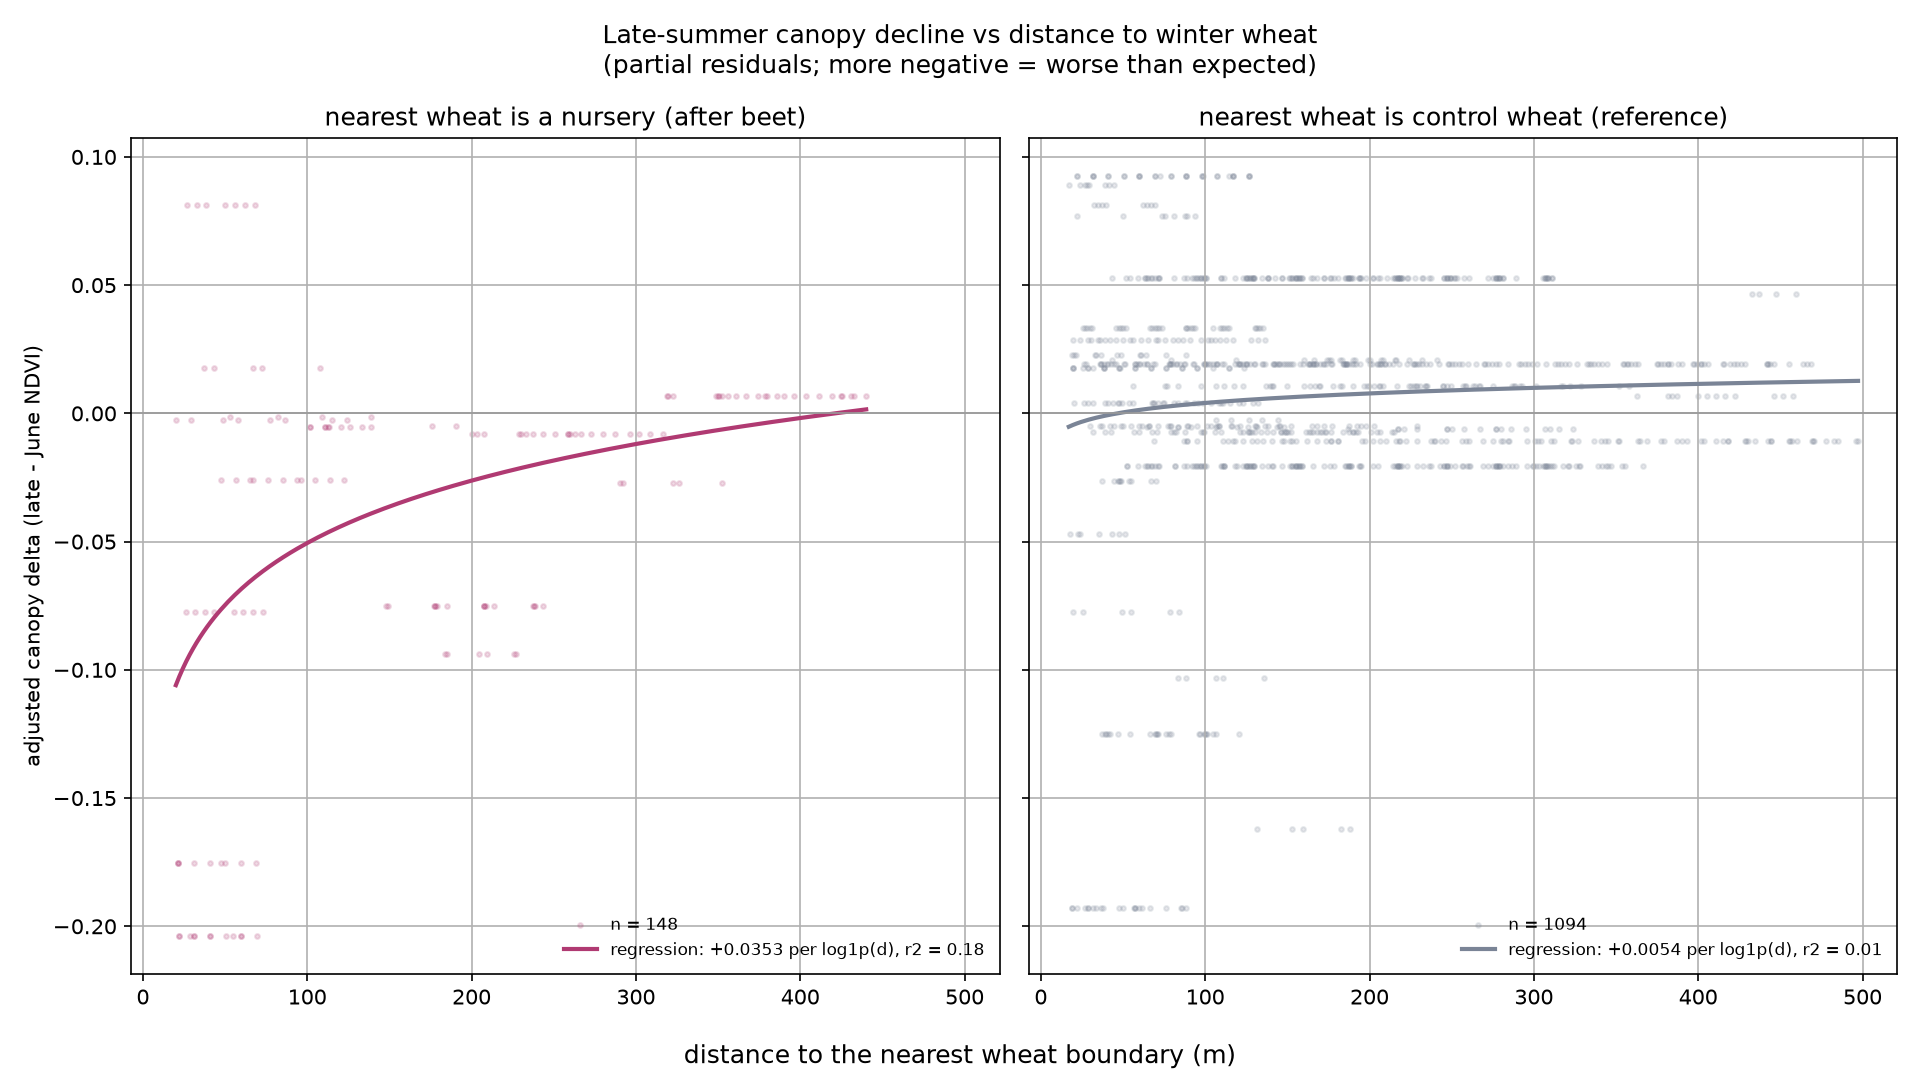 Late-summer canopy decline vs distance to winter wheat
(partial residuals; more negative = worse than expected)
nearest wheat is a nursery (after beet)
nearest wheat is control wheat (reference)
adjusted canopy delta (late - June NDVI)
0.10
0.05
0.00
−0.05
−0.10
−0.15
−0.20
n = 148
regression: +0.0353 per log1p(d), r2 = 0.18
n = 1094
regression: +0.0054 per log1p(d), r2 = 0.01
0 100 200 300 400 500
0 100 200 300 400 500
distance to the nearest wheat boundary (m)